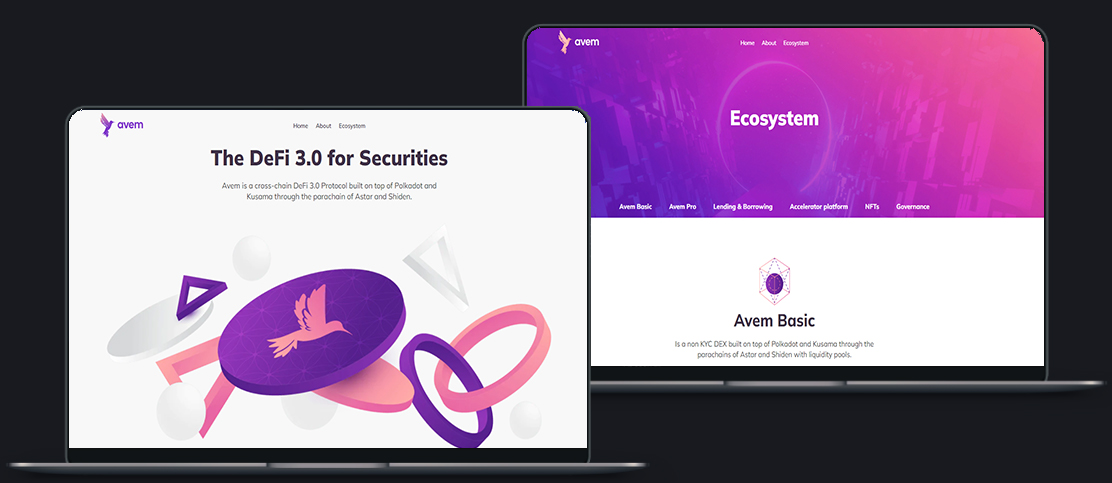 avem
Home About Ecosystem
The DeFi 3.0 for Securities
Avem is a cross-chain DeFi 3.0 Protocol built on top of Polkadot and
Kusama through the parachain of Astar and Shiden.
avem
Home About Ecosystem
Ecosystem
Avem Basic Avem Pro Lending & Borrowing Accelerator platform NFTs Governance
Avem Basic
Is a non KYC DEX built on top of Polkadot and Kusama through the
parachains of Astar and Shiden with liquidity pools.